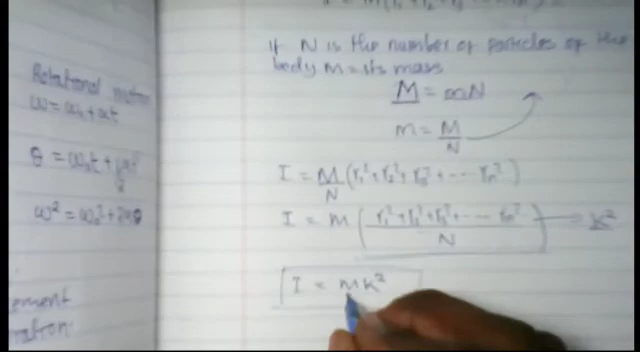 Rotational motion
ω = ω₀ + αt
θ = ω₀t + ½αt²
ω² = ω₀² + 2αθ
ement
ration:
If N is the number of particles of the
body M = its mass
M = mN
m = M/N
I = M/N (r₁² + r₂² + r₃² + --- rₙ²)
I = M ( r₁² + r₂² + r₃² + --- rₙ² / N ) → K²
I = MK²